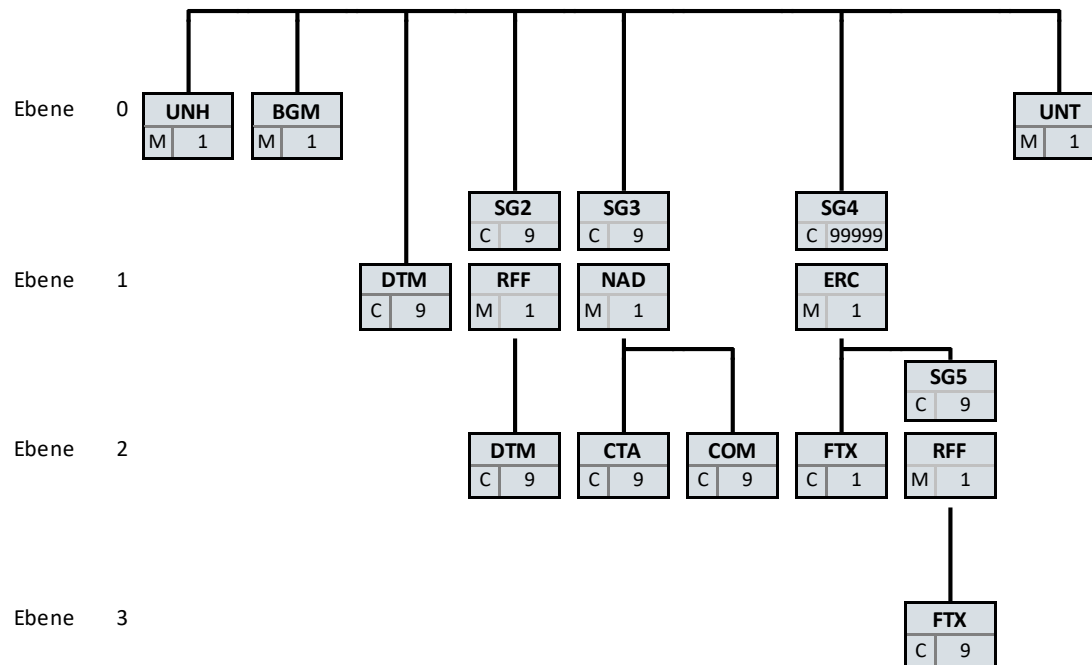 Ebene 0
UNH
M 1
BGM
M 1
UNT
M 1
SG2
C 9
SG3
C 9
SG4
C 99999
Ebene 1
DTM
C 9
RFF
M 1
NAD
M 1
ERC
M 1
SG5
C 9
Ebene 2
DTM
C 9
CTA
C 9
COM
C 9
FTX
C 1
RFF
M 1
Ebene 3
FTX
C 9